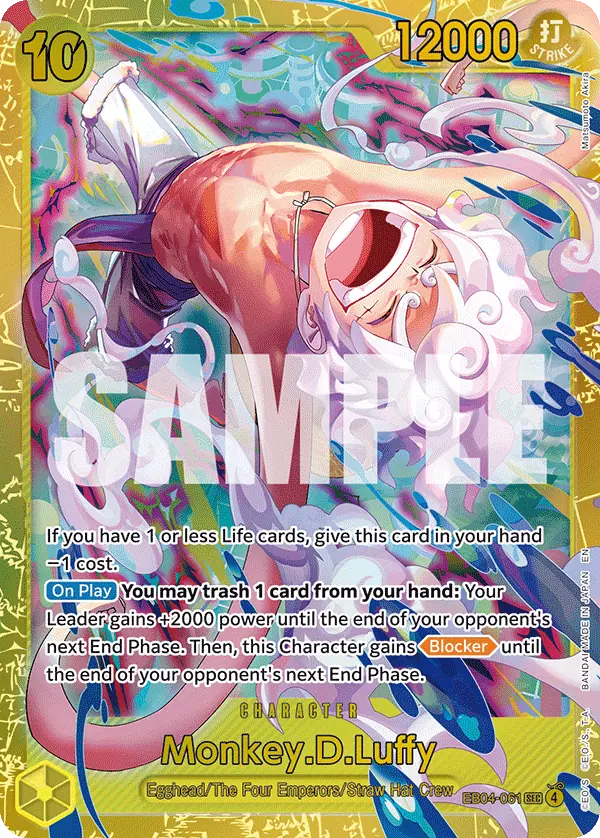 10
12000
打
STRIKE
Matsumoto Akira
SAMPLE
If you have 1 or less Life cards, give this card in your hand
−1 cost.
On Play You may trash 1 card from your hand: Your
Leader gains +2000 power until the end of your opponent's
next End Phase. Then, this Character gains Blocker until
the end of your opponent's next End Phase.
CHARACTER
Monkey.D.Luffy
Egghead/The Four Emperors/Straw Hat Crew
EB04-061 SEC 4
©E.O./S. ©E.O./S.,T.A. BANDAI MADE IN JAPAN EN